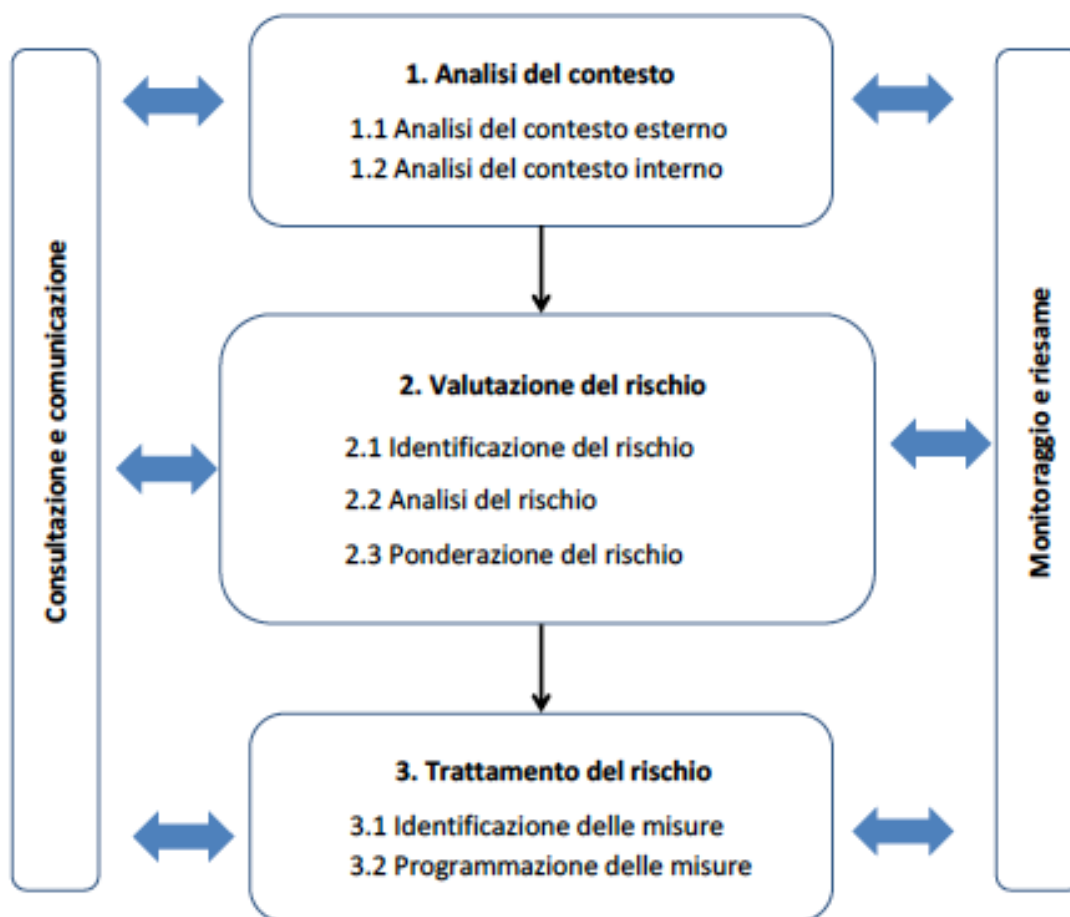 Consultazione e comunicazione
1. Analisi del contesto
1.1 Analisi del contesto esterno
1.2 Analisi del contesto interno
2. Valutazione del rischio
2.1 Identificazione del rischio
2.2 Analisi del rischio
2.3 Ponderazione del rischio
3. Trattamento del rischio
3.1 Identificazione delle misure
3.2 Programmazione delle misure
Monitoraggio e riesame